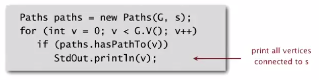 Paths paths = new Paths(G, s);
for (int v = 0; v < G.V(); v++)
if (paths.hasPathTo(v))
StdOut.println(v);
print all vertices
connected to s